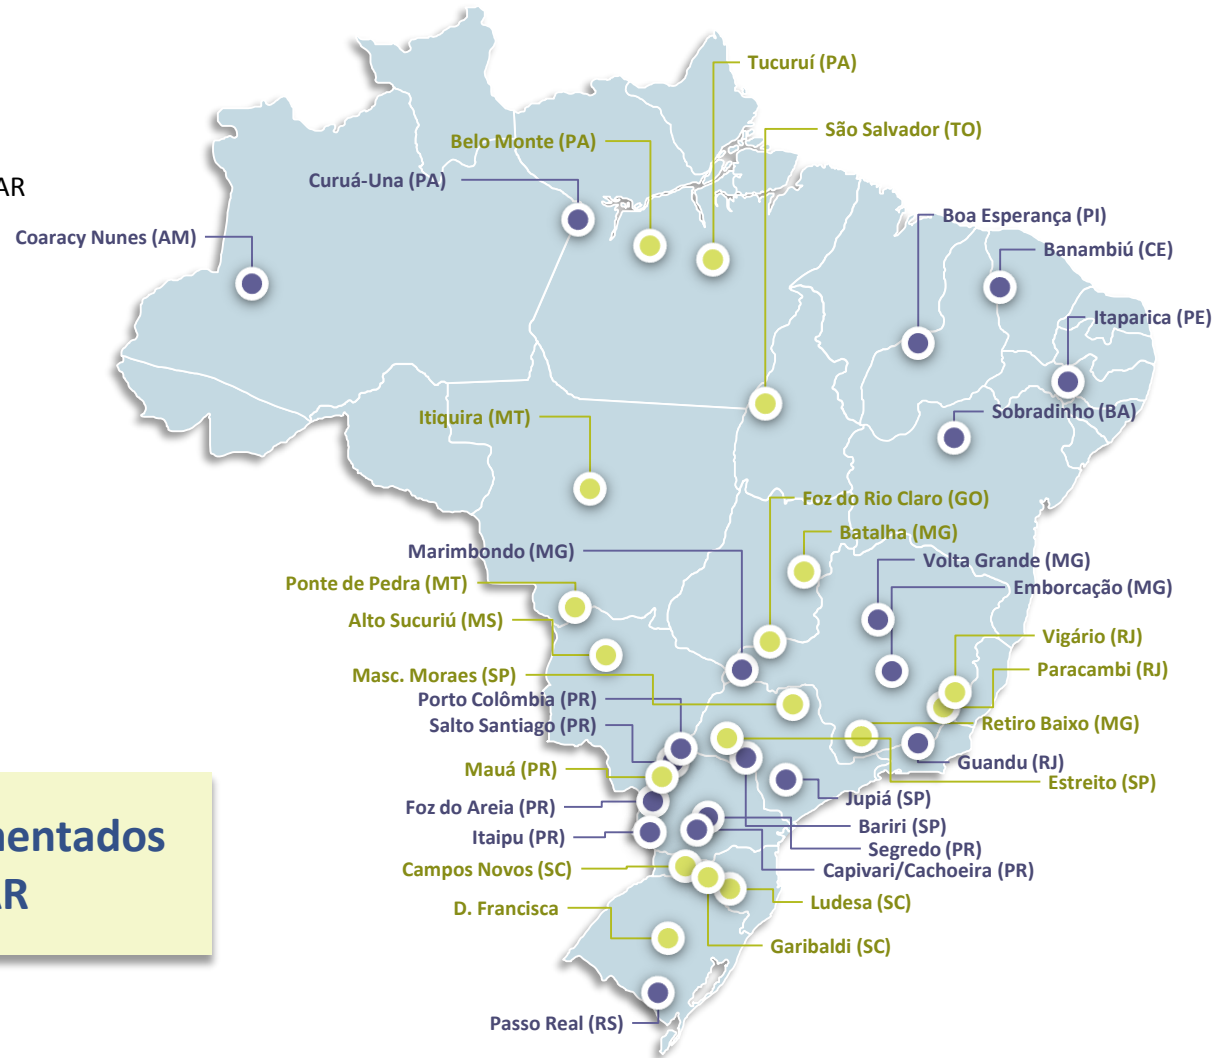 Tucuruí (PA)
São Salvador (TO)
Belo Monte (PA)
Curuá-Una (PA)
AR
Boa Esperança (PI)
Coaracy Nunes (AM)
Banambiú (CE)
Itaparica (PE)
Sobradinho (BA)
Itiquira (MT)
Foz do Rio Claro (GO)
Batalha (MG)
Marimbondo (MG)
Volta Grande (MG)
Ponte de Pedra (MT)
Emborcação (MG)
Alto Sucuriú (MS)
Vigário (RJ)
Masc. Moraes (SP)
Paracambi (RJ)
Porto Colômbia (PR)
Salto Santiago (PR)
Retiro Baixo (MG)
Guandu (RJ)
Mauá (PR)
Estreito (SP)
Foz do Areia (PR)
Jupiá (SP)
Bariri (SP)
Itaipu (PR)
Segredo (PR)
Campos Novos (SC)
Capivari/Cachoeira (PR)
Ludesa (SC)
D. Francisca
Garibaldi (SC)
Passo Real (RS)
mentados
AR